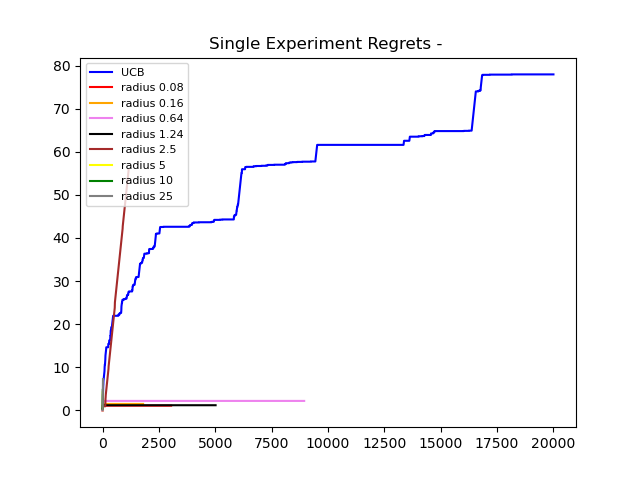 Single Experiment Regrets -
80
70
60
50
40
30
20
10
0
UCB
radius 0.08
radius 0.16
radius 0.64
radius 1.24
radius 2.5
radius 5
radius 10
radius 25
0 2500 5000 7500 10000 12500 15000 17500 20000